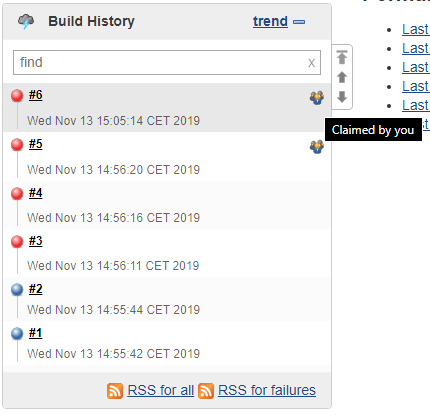 Build History trend
find x
#6
Wed Nov 13 15:05:14 CET 2019
#5
Wed Nov 13 14:56:20 CET 2019
#4
Wed Nov 13 14:56:16 CET 2019
#3
Wed Nov 13 14:56:11 CET 2019
#2
Wed Nov 13 14:55:44 CET 2019
#1
Wed Nov 13 14:55:42 CET 2019
RSS for all RSS for failures
Last
Last
Last
Last
Last
st
Claimed by you